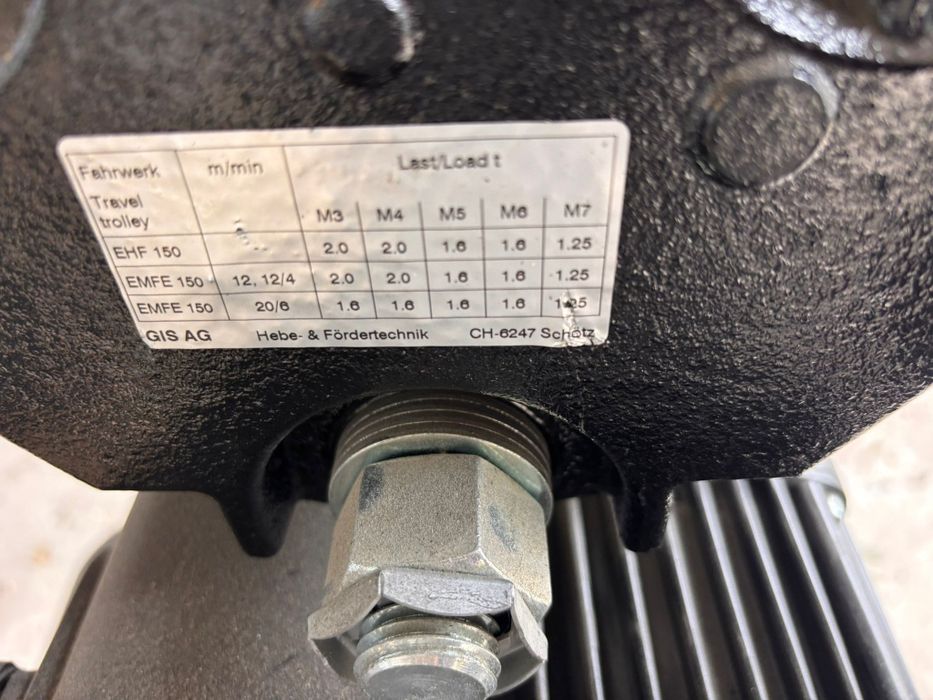 Fahrwerk m/min Last/Load t
Travel
trolley M3 M4 M5 M6 M7
EHF 150 2.0 2.0 1.6 1.6 1.25
EMFE 150 12, 12/4 2.0 2.0 1.6 1.6 1.25
EMFE 150 20/6 1.6 1.6 1.6 1.6 1.25
GIS AG Hebe- & Fördertechnik CH-6247 Schötz